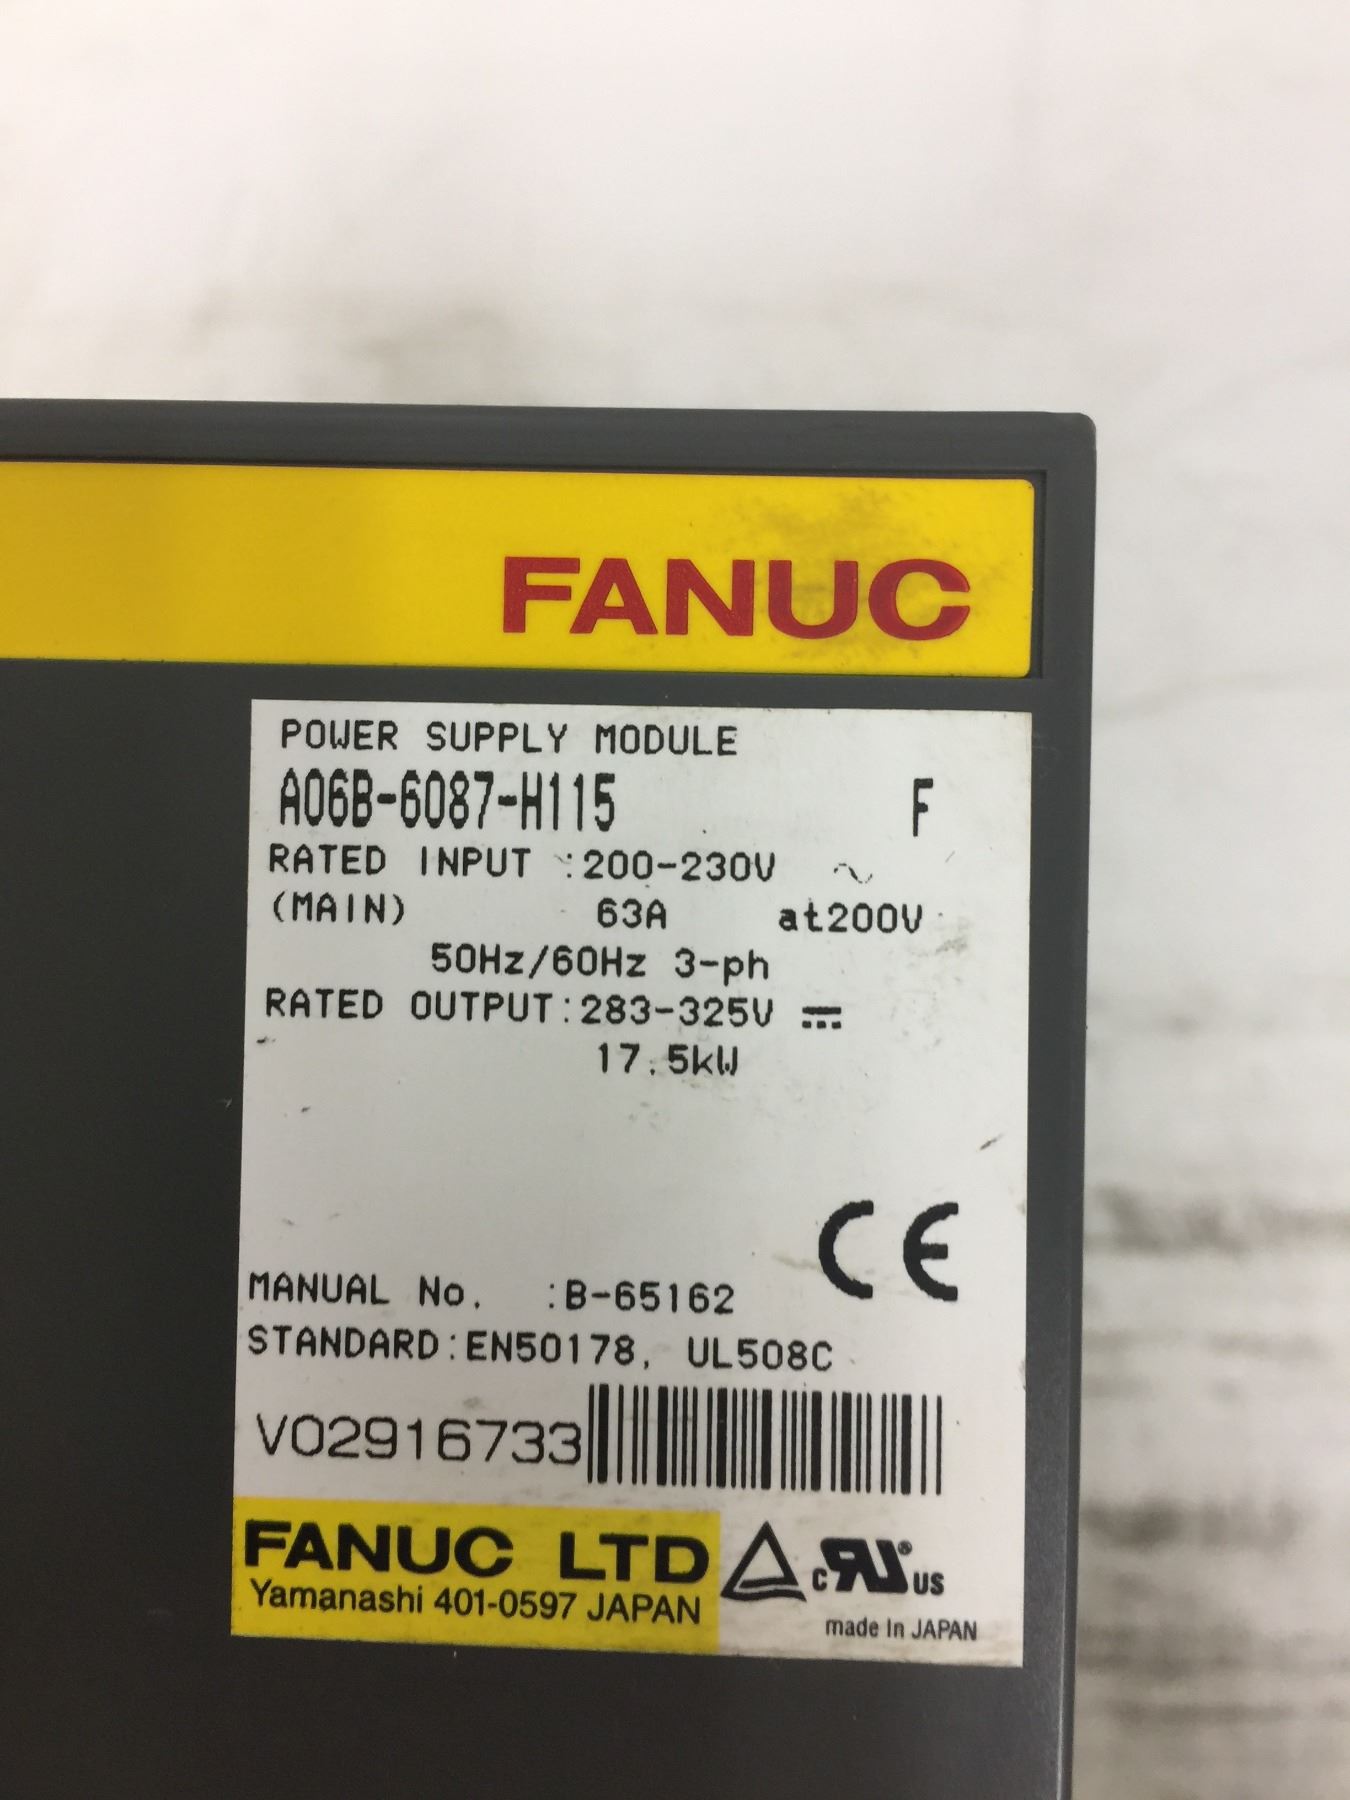 FANUC
POWER SUPPLY MODULE
A06B-6087-H115 F
RATED INPUT :200-230V ~
(MAIN) 63A at200V
50Hz/60Hz 3-ph
RATED OUTPUT:283-325V ⎓
17.5kW
CE
MANUAL No. :B-65162
STANDARD:EN50178, UL508C
V02916733
FANUC LTD
Yamanashi 401-0597 JAPAN
c RU ® US
made In JAPAN